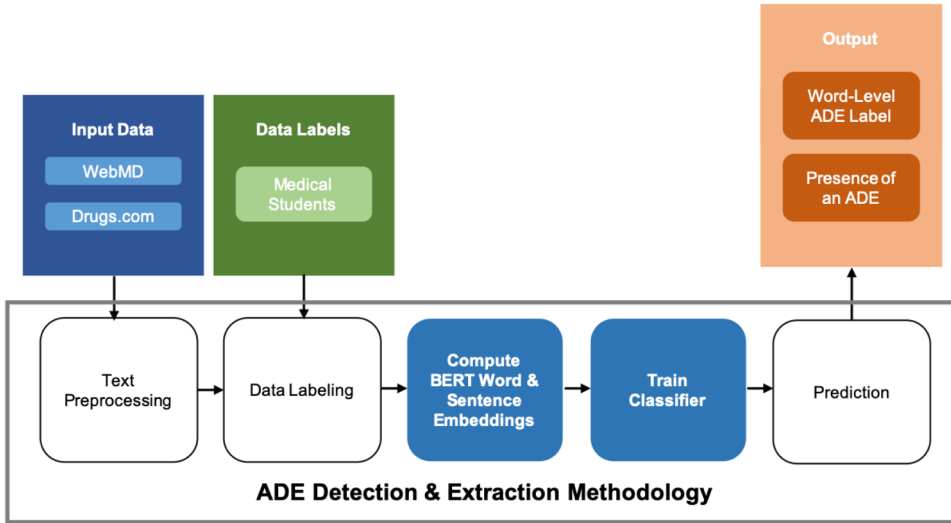 Input Data
WebMD
Drugs.com
Data Labels
Medical
Students
Output
Word-Level
ADE Label
Presence of
an ADE
Text
Preprocessing
Data Labeling
Compute
BERT Word &
Sentence
Embeddings
Train
Classifier
Prediction
ADE Detection & Extraction Methodology